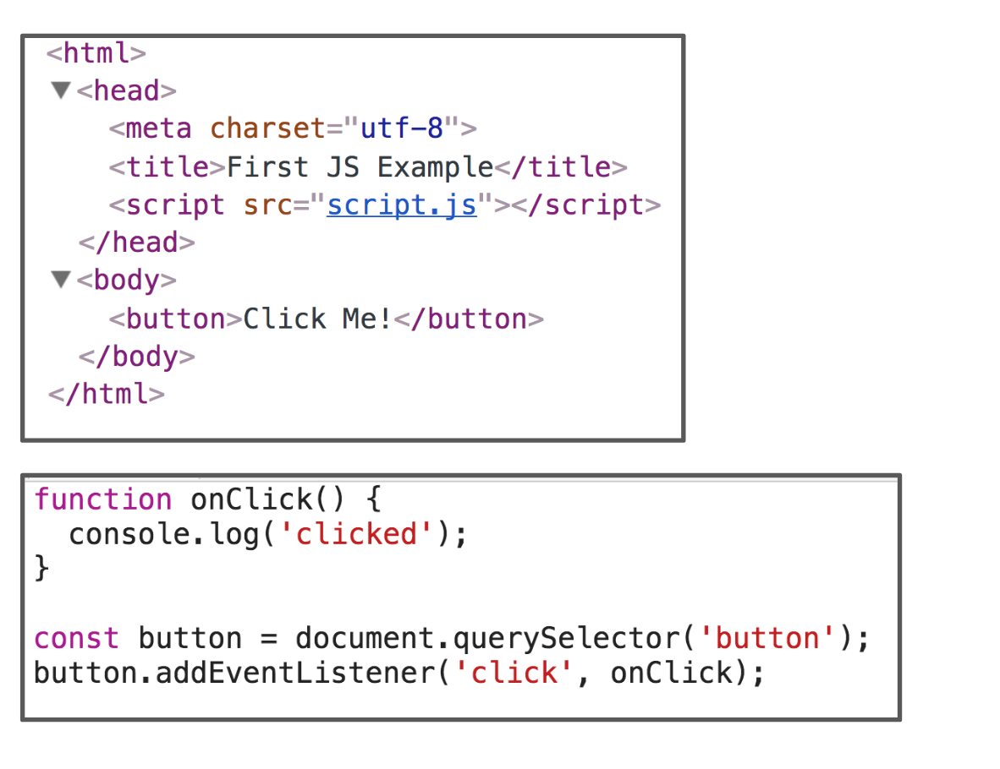 <html>
<head>
<meta charset="utf-8">
<title>First JS Example</title>
<script src="script.js"></script>
</head>
<body>
<button>Click Me!</button>
</body>
</html>
function onClick() {
  console.log('clicked');
}
const button = document.querySelector('button');
button.addEventListener('click', onClick);